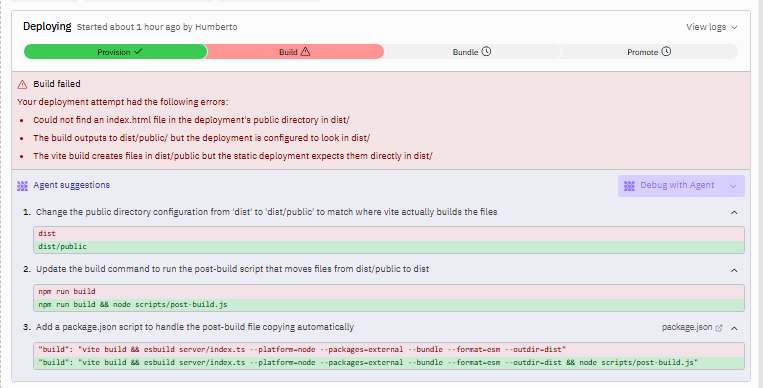 Deploying Started about 1 hour ago by Humberto View logs
Provision Build Bundle Promote
Build failed
Your deployment attempt had the following errors:
• Could not find an index.html file in the deployment's public directory in dist/
• The build outputs to dist/public/ but the deployment is configured to look in dist/
• The vite build creates files in dist/public but the static deployment expects them directly in dist/
Agent suggestions Debug with Agent
1. Change the public directory configuration from 'dist' to 'dist/public' to match where vite actually builds the files
dist
dist/public
2. Update the build command to run the post-build script that moves files from dist/public to dist
npm run build
npm run build && node scripts/post-build.js
3. Add a package.json script to handle the post-build file copying automatically package.json
"build": "vite build && esbuild server/index.ts --platform=node --packages=external --bundle --format=esm --outdir=dist"
"build": "vite build && esbuild server/index.ts --platform=node --packages=external --bundle --format=esm --outdir=dist && node scripts/post-build.js"